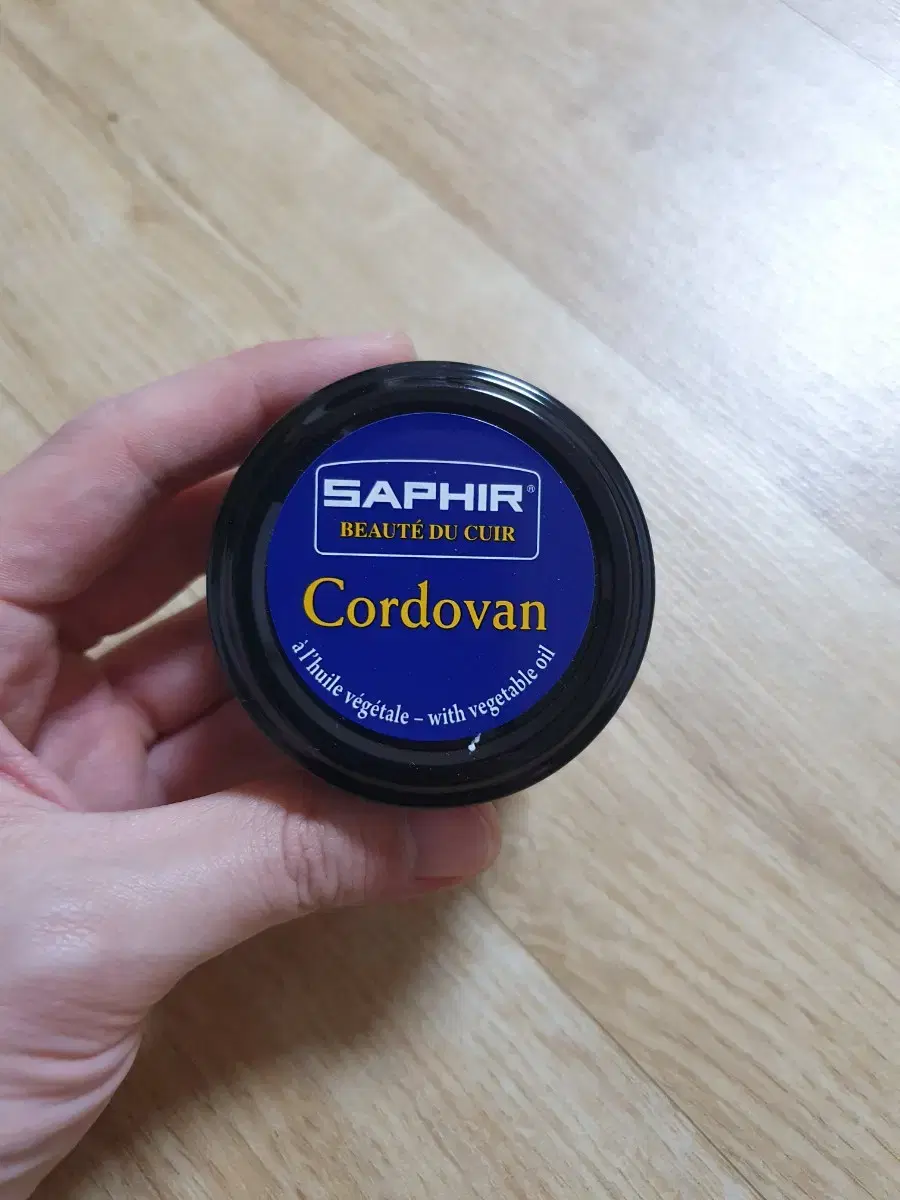 SAPHIR®
BEAUTÉ DU CUIR
Cordovan
à l'huile végétale – with vegetable oil